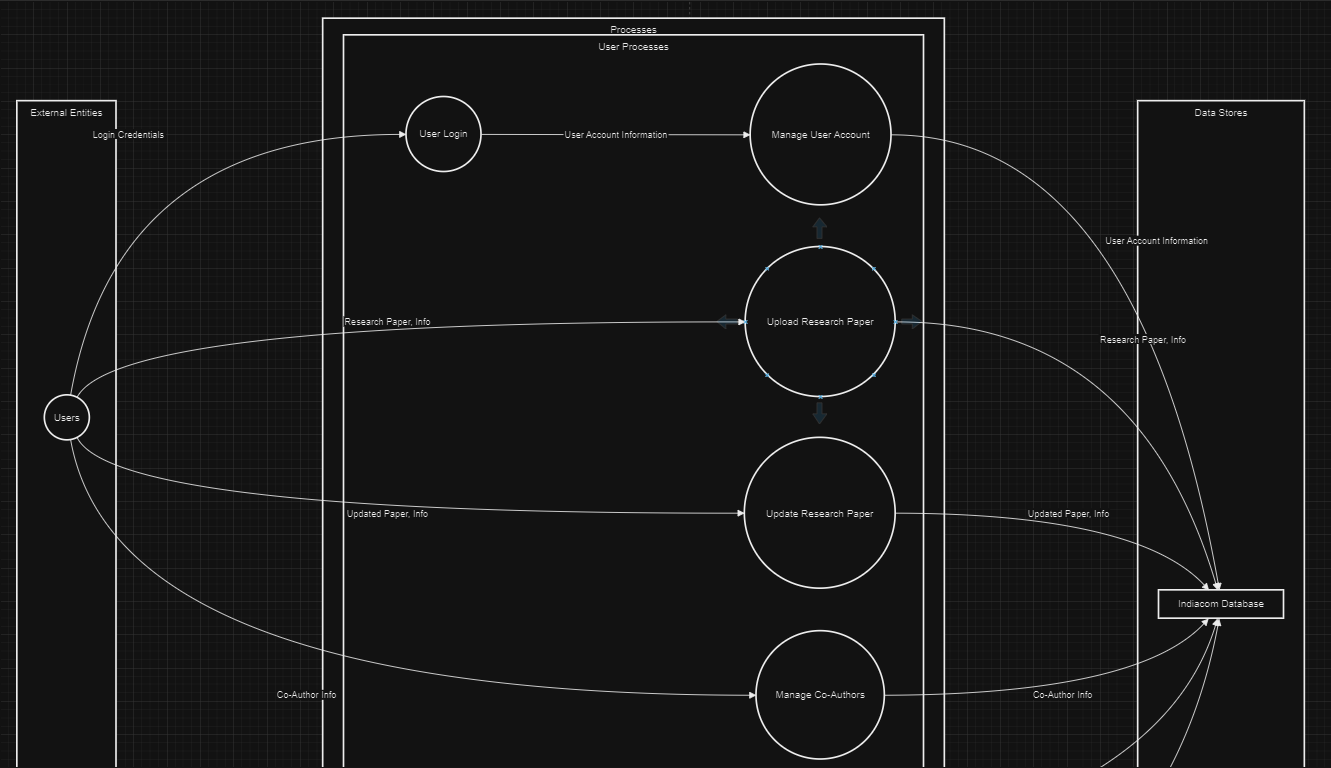 Processes
User Processes
External Entities
Data Stores
Login Credentials
User Login
User Account Information
Manage User Account
User Account Information
Research Paper, Info
Upload Research Paper
Research Paper, Info
Users
Updated Paper, Info
Update Research Paper
Updated Paper, Info
Indiacom Database
Co-Author Info
Manage Co-Authors
Co-Author Info